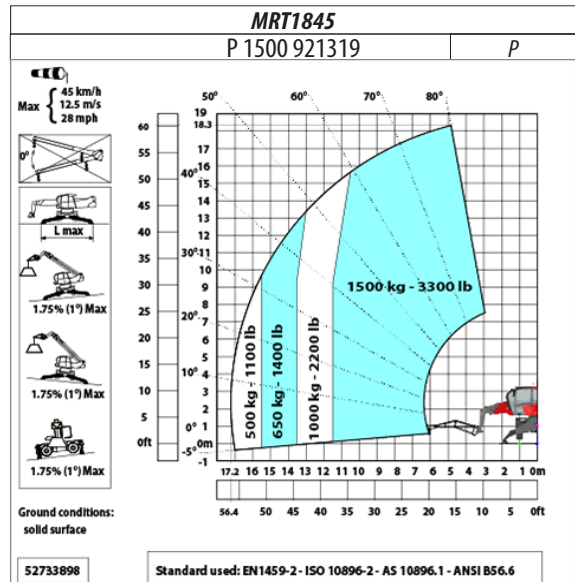 MRT1845
P 1500 921319 P
Max { 45 km/h
12.5 m/s
28 mph
0°
L max
1.75% (1°) Max
1.75% (1°) Max
1.75% (1°) Max
Ground conditions:
solid surface
50° 60° 70° 80°
40°
20°
10°
0°
-5°
60
55
50
45
40
35
30
25
20
15
10
5
0ft
19
18.3
17
16
15
14
13
12
11
10
9
8
7
6
5
4
3
2
1
0m
-1
500 kg - 1100 lb
650 kg - 1400 lb
1000 kg - 2200 lb
1500 kg - 3300 lb
17.2 16 15 14 13 12 11 10 9 8 7 6 5 4 3 2 1 0m
56.4 50 45 40 35 30 25 20 15 10 5 0ft
52733898
Standard used: EN1459-2 - ISO 10896-2 - AS 10896.1 - ANSI B56.6